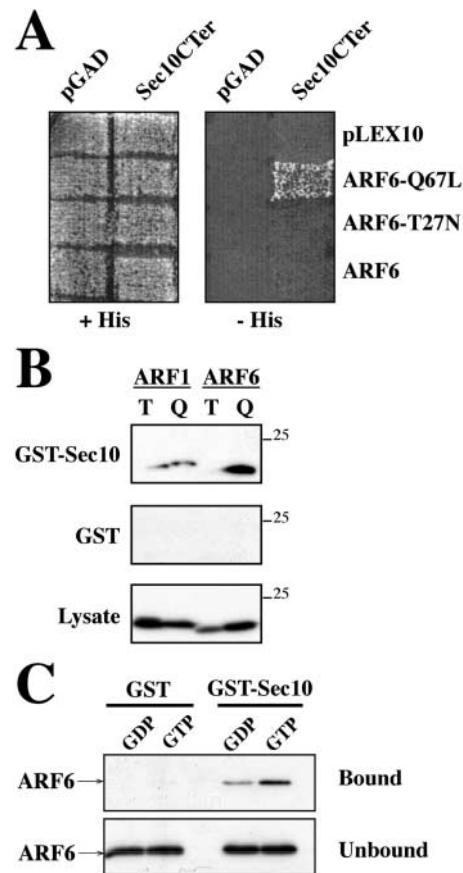 A
pGAD Sec10CTer pGAD Sec10CTer
pLEX10
ARF6-Q67L
ARF6-T27N
ARF6
+ His - His
B
ARF1 ARF6
T Q T Q
GST-Sec10 25
GST 25
Lysate 25
C
GST GST-Sec10
GDP GTP GDP GTP
ARF6 Bound
ARF6 Unbound